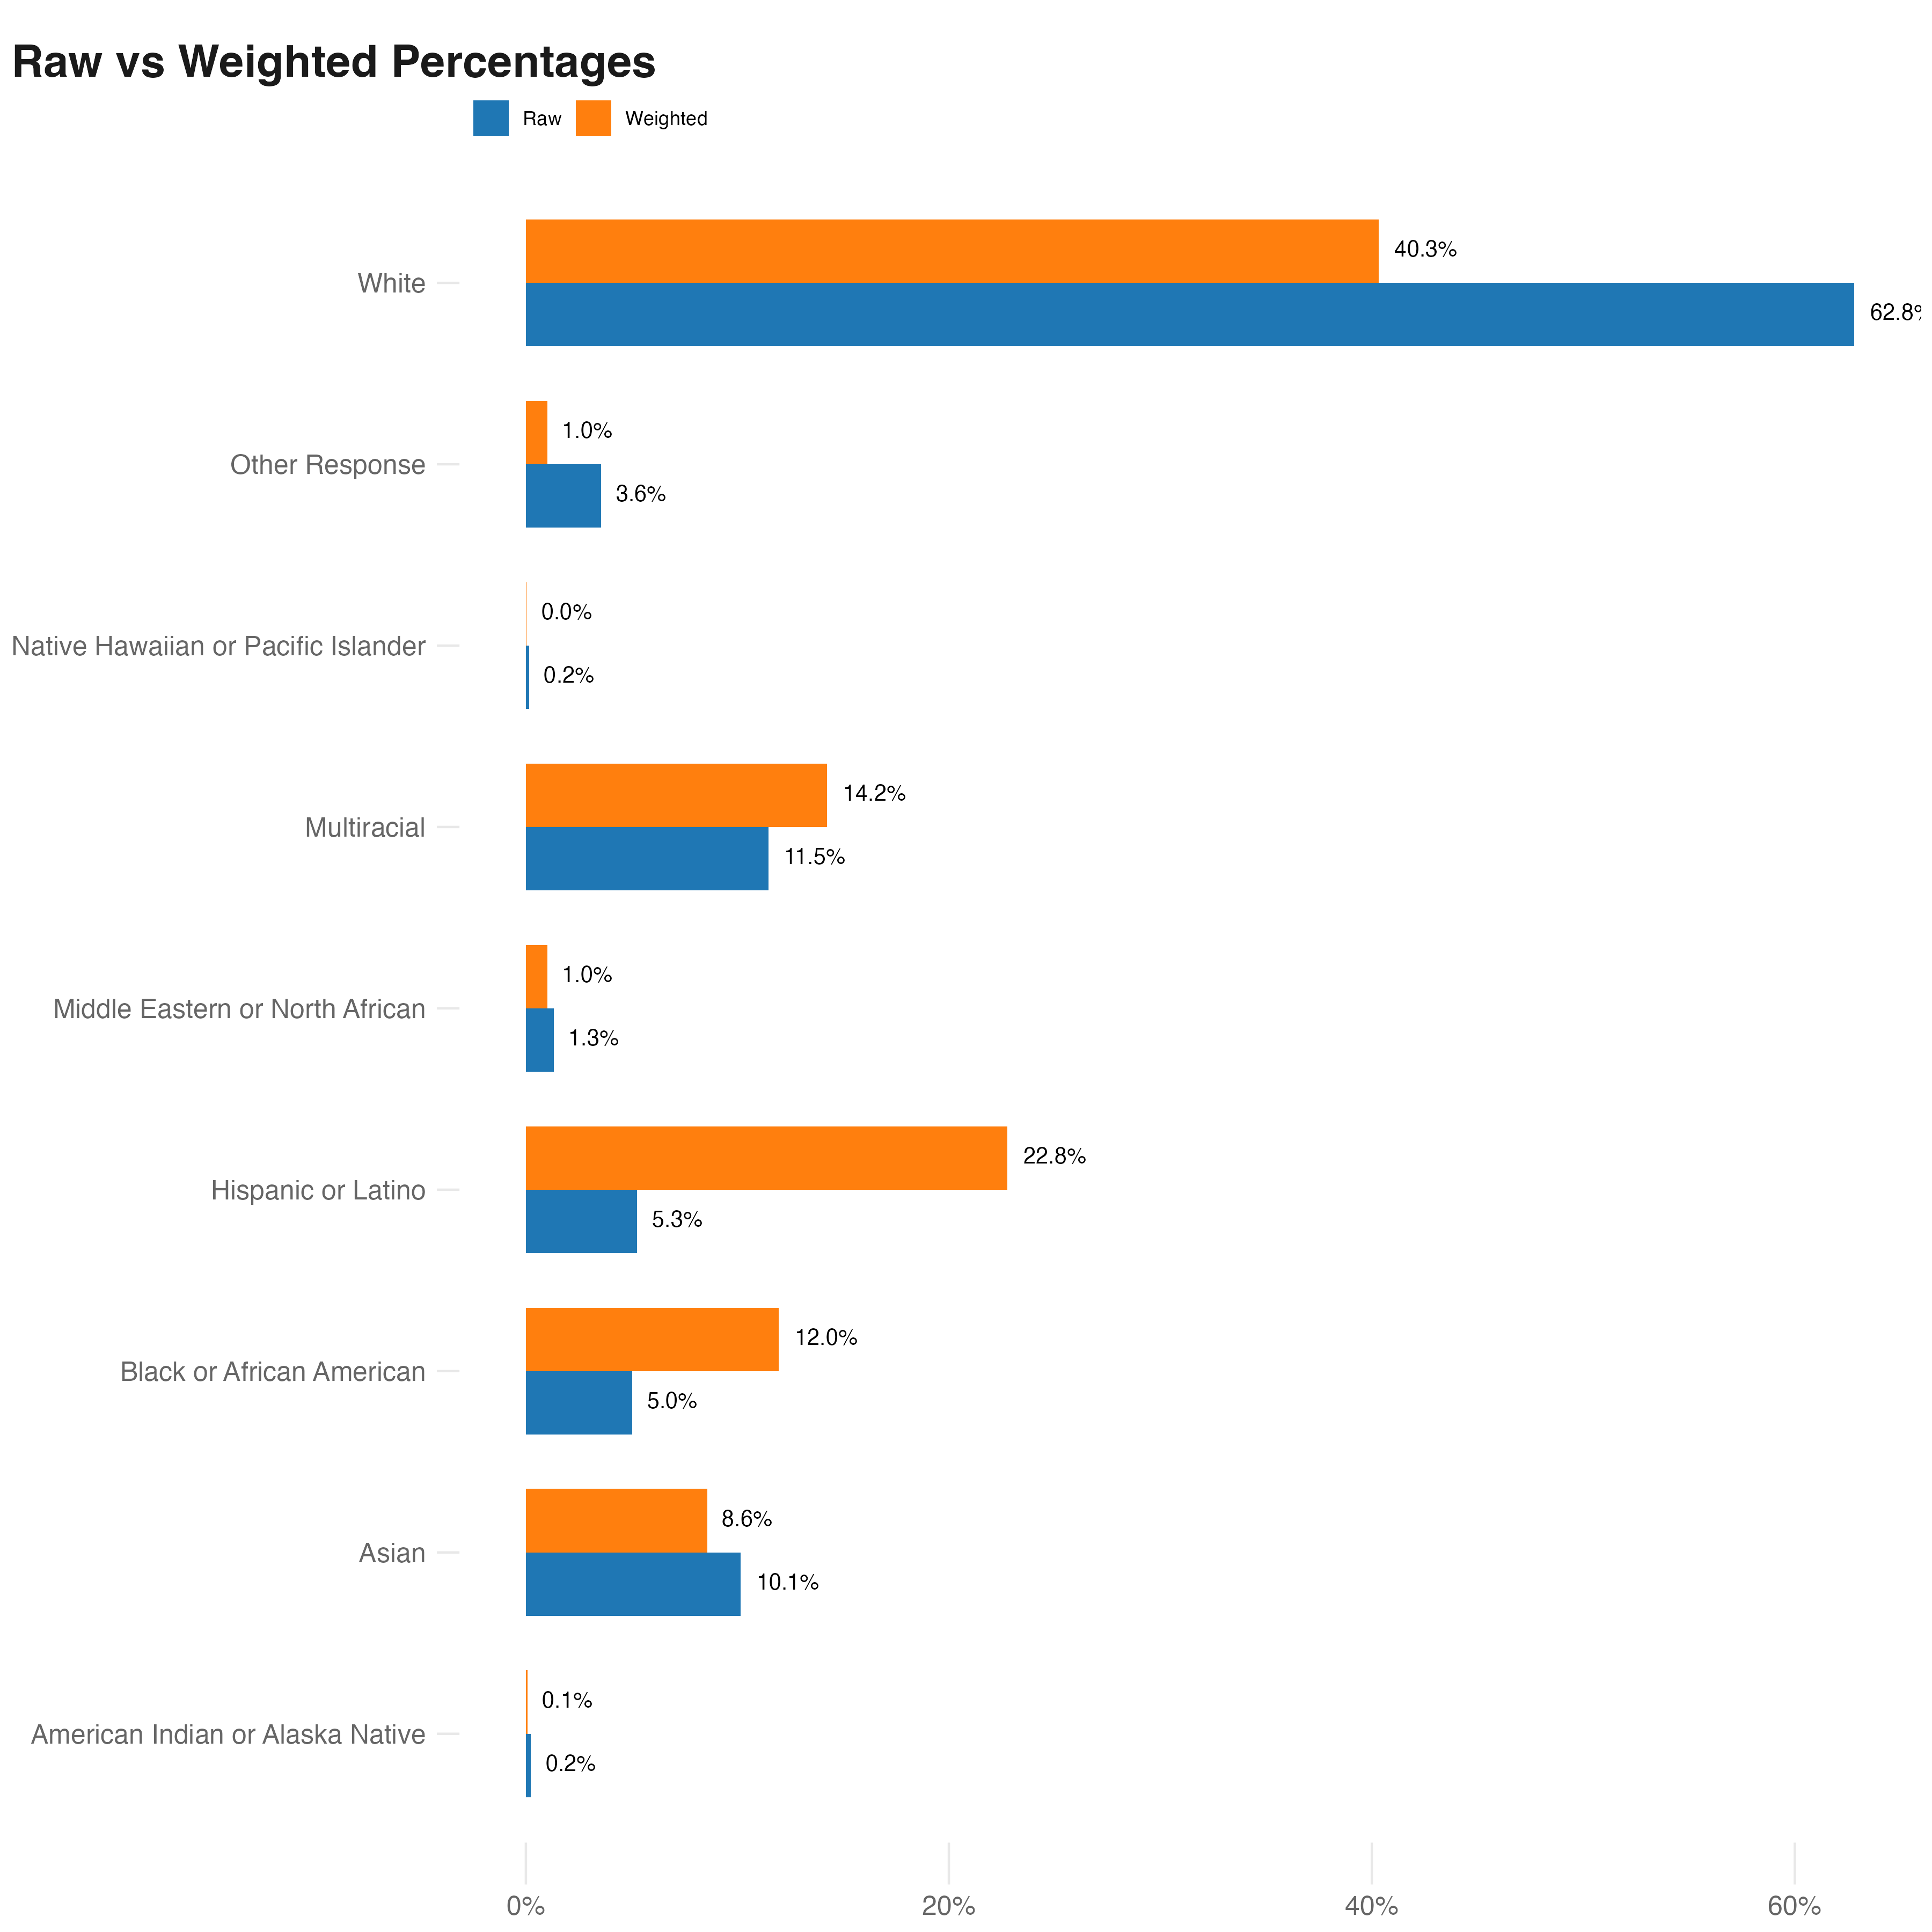 Raw vs Weighted Percentages
Raw Weighted
40.3%
White
62.8%
1.0%
Other Response
3.6%
0.0%
Native Hawaiian or Pacific Islander
0.2%
14.2%
Multiracial
11.5%
1.0%
Middle Eastern or North African
1.3%
22.8%
Hispanic or Latino
5.3%
12.0%
Black or African American
5.0%
8.6%
Asian
10.1%
0.1%
American Indian or Alaska Native
0.2%
0% 20% 40% 60%